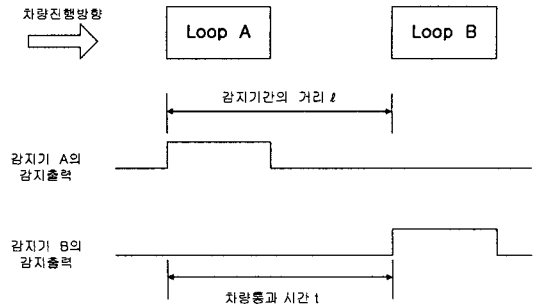 차량진행방향
Loop A
Loop B
감지기간의 거리 ℓ
감지기 A의
감지출력
감지기 B의
감지출력
차량통과 시간 t